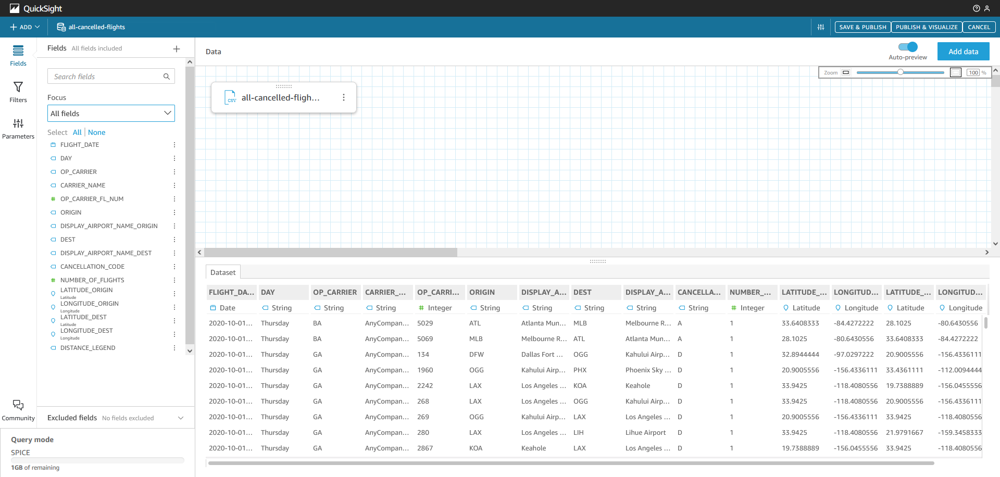 QuickSight
ADD
all-cancelled-flights
SAVE & PUBLISH
PUBLISH & VISUALIZE
CANCEL
Fields
Filters
Parameters
Community
Fields All fields included
Search fields
Focus
All fields
Select All None
FLIGHT_DATE
DAY
OP_CARRIER
CARRIER_NAME
OP_CARRIER_FL_NUM
ORIGIN
DISPLAY_AIRPORT_NAME_ORIGIN
DEST
DISPLAY_AIRPORT_NAME_DEST
CANCELLATION_CODE
NUMBER_OF_FLIGHTS
LATITUDE_ORIGIN
Latitude
LONGITUDE_ORIGIN
Longitude
LATITUDE_DEST
Latitude
LONGITUDE_DEST
Longitude
DISTANCE_LEGEND
Excluded fields No fields excluded
Query mode
SPICE
1GB of remaining
Data
Auto-preview
Add data
Zoom 100 %
CSV all-cancelled-fligh...
Dataset
FLIGHT_DA... DAY OP_CARRIER CARRIER_... OP_CARRI... ORIGIN DISPLAY_A... DEST DISPLAY_A... CANCELLA... NUMBER_... LATITUDE_... LONGITUD... LATITUDE_... LONGITUD...
Date String String String Integer String String String String String Integer Latitude Longitude Latitude Longitude
2020-10-01... Thursday BA AnyCompan... 5029 ATL Atlanta Mun... MLB Melbourne R... A 1 33.6408333 -84.4272222 28.1025 -80.6430556
2020-10-01... Thursday BA AnyCompan... 5069 MLB Melbourne R... ATL Atlanta Mun... A 1 28.1025 -80.6430556 33.6408333 -84.4272222
2020-10-01... Thursday GA AnyCompan... 134 DFW Dallas Fort ... OGG Kahului Airp... D 1 32.8944444 -97.0297222 20.9005556 -156.4336111
2020-10-01... Thursday GA AnyCompan... 1960 OGG Kahului Airp... PHX Phoenix Sky ... D 1 20.9005556 -156.4336111 33.4361111 -112.0094444
2020-10-01... Thursday GA AnyCompan... 2242 LAX Los Angeles ... KOA Keahole D 1 33.9425 -118.4080556 19.7388889 -156.0455556
2020-10-01... Thursday GA AnyCompan... 268 LAX Los Angeles ... OGG Kahului Airp... D 1 33.9425 -118.4080556 20.9005556 -156.4336111
2020-10-01... Thursday GA AnyCompan... 269 OGG Kahului Airp... LAX Los Angeles ... D 1 20.9005556 -156.4336111 33.9425 -118.4080556
2020-10-01... Thursday GA AnyCompan... 280 LAX Los Angeles ... LIH Lihue Airport D 1 33.9425 -118.4080556 21.9791667 -159.3458333
2020-10-01... Thursday GA AnyCompan... 2867 KOA Keahole LAX Los Angeles ... D 1 19.7388889 -156.0455556 33.9425 -118.4080556